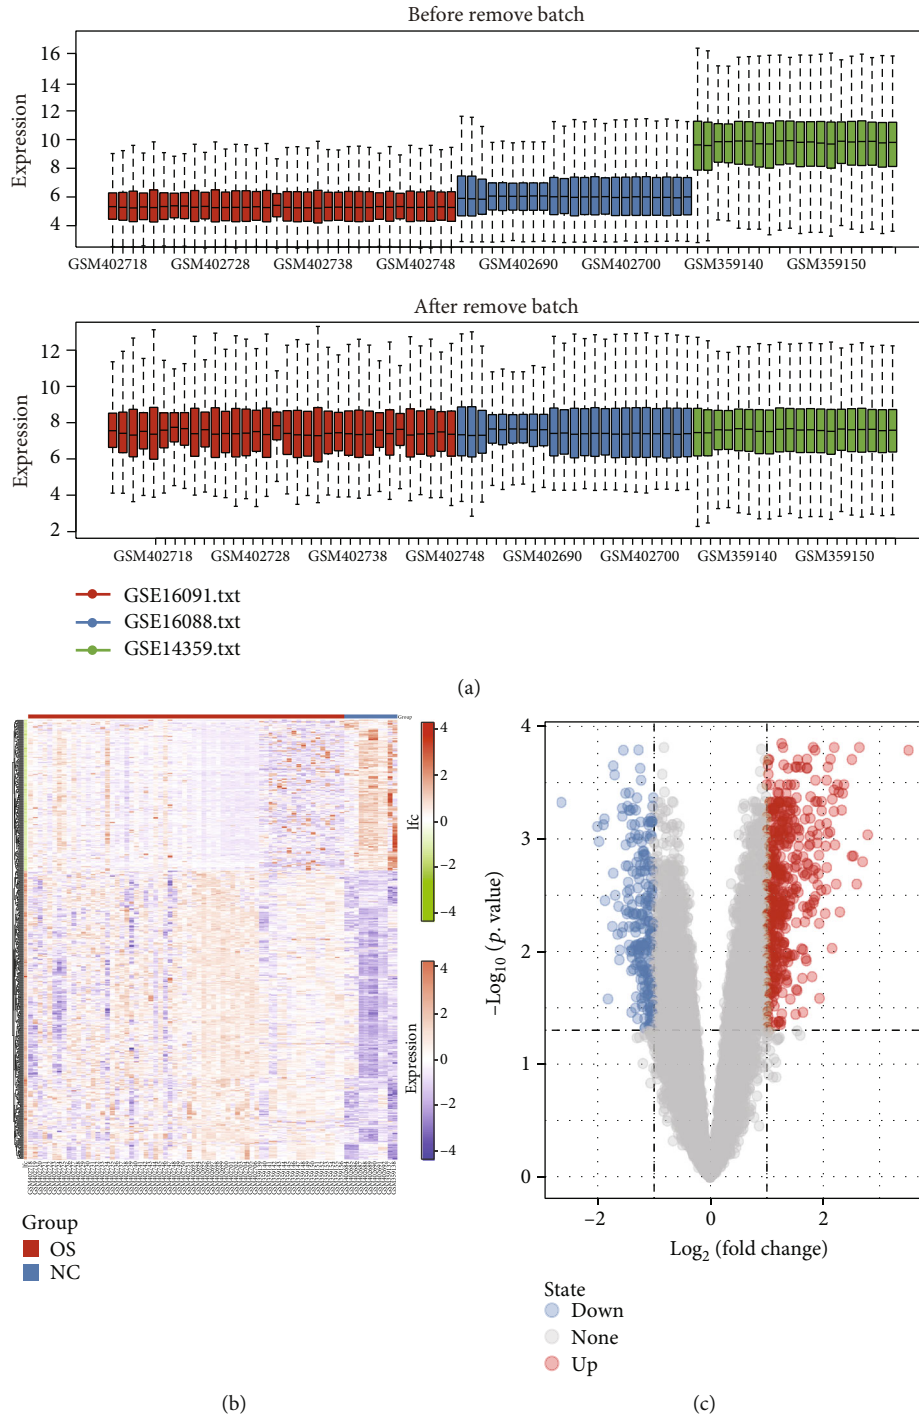 Before remove batch
16
14
12
10
8
6
4
Expression
GSM402718 GSM402728 GSM402738 GSM402748 GSM402690 GSM402700 GSM359140 GSM359150
After remove batch
12
10
8
6
4
2
Expression
GSM402718 GSM402728 GSM402738 GSM402748 GSM402690 GSM402700 GSM359140 GSM359150
GSE16091.txt
GSE16088.txt
GSE14359.txt
(a)
Group
4
2
0
−2
−4
lfc
4
2
0
−2
−4
Expression
Group
OS
NC
(b)
4
3
2
1
0
−Log10 (p. value)
−2 0 2
Log2 (fold change)
State
Down
None
Up
(c)